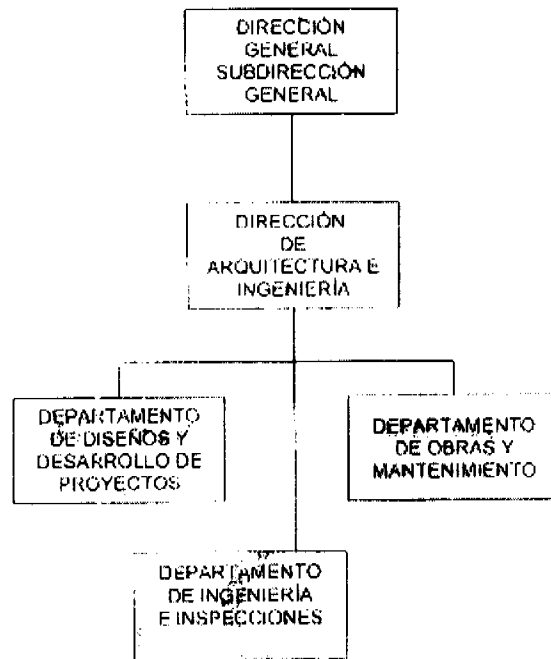 DIRECCIÓN
GENERAL
SUBDIRECCIÓN
GENERAL
DIRECCIÓN
DE
ARQUITECTURA E
INGENIERÍA
DEPARTAMENTO
DE DISEÑOS Y
DESARROLLO DE
PROYECTOS
DEPARTAMENTO
DE OBRAS Y
MANTENIMIENTO
DEPARTAMENTO
DE INGENIERÍA
E INSPECCIONES